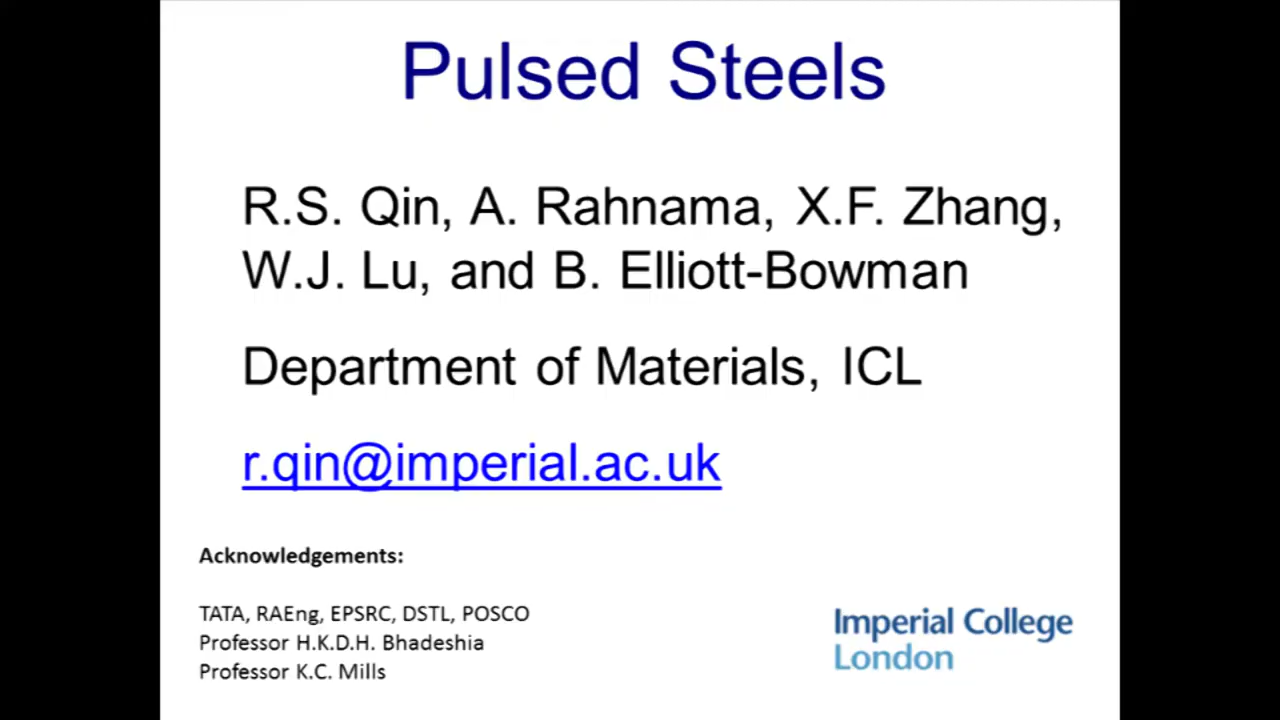 Pulsed Steels
R.S. Qin, A. Rahnama, X.F. Zhang,
W.J. Lu, and B. Elliott-Bowman
Department of Materials, ICL
r.qin@imperial.ac.uk
Acknowledgements:
TATA, RAEng, EPSRC, DSTL, POSCO
Professor H.K.D.H. Bhadeshia
Professor K.C. Mills
Imperial College
London